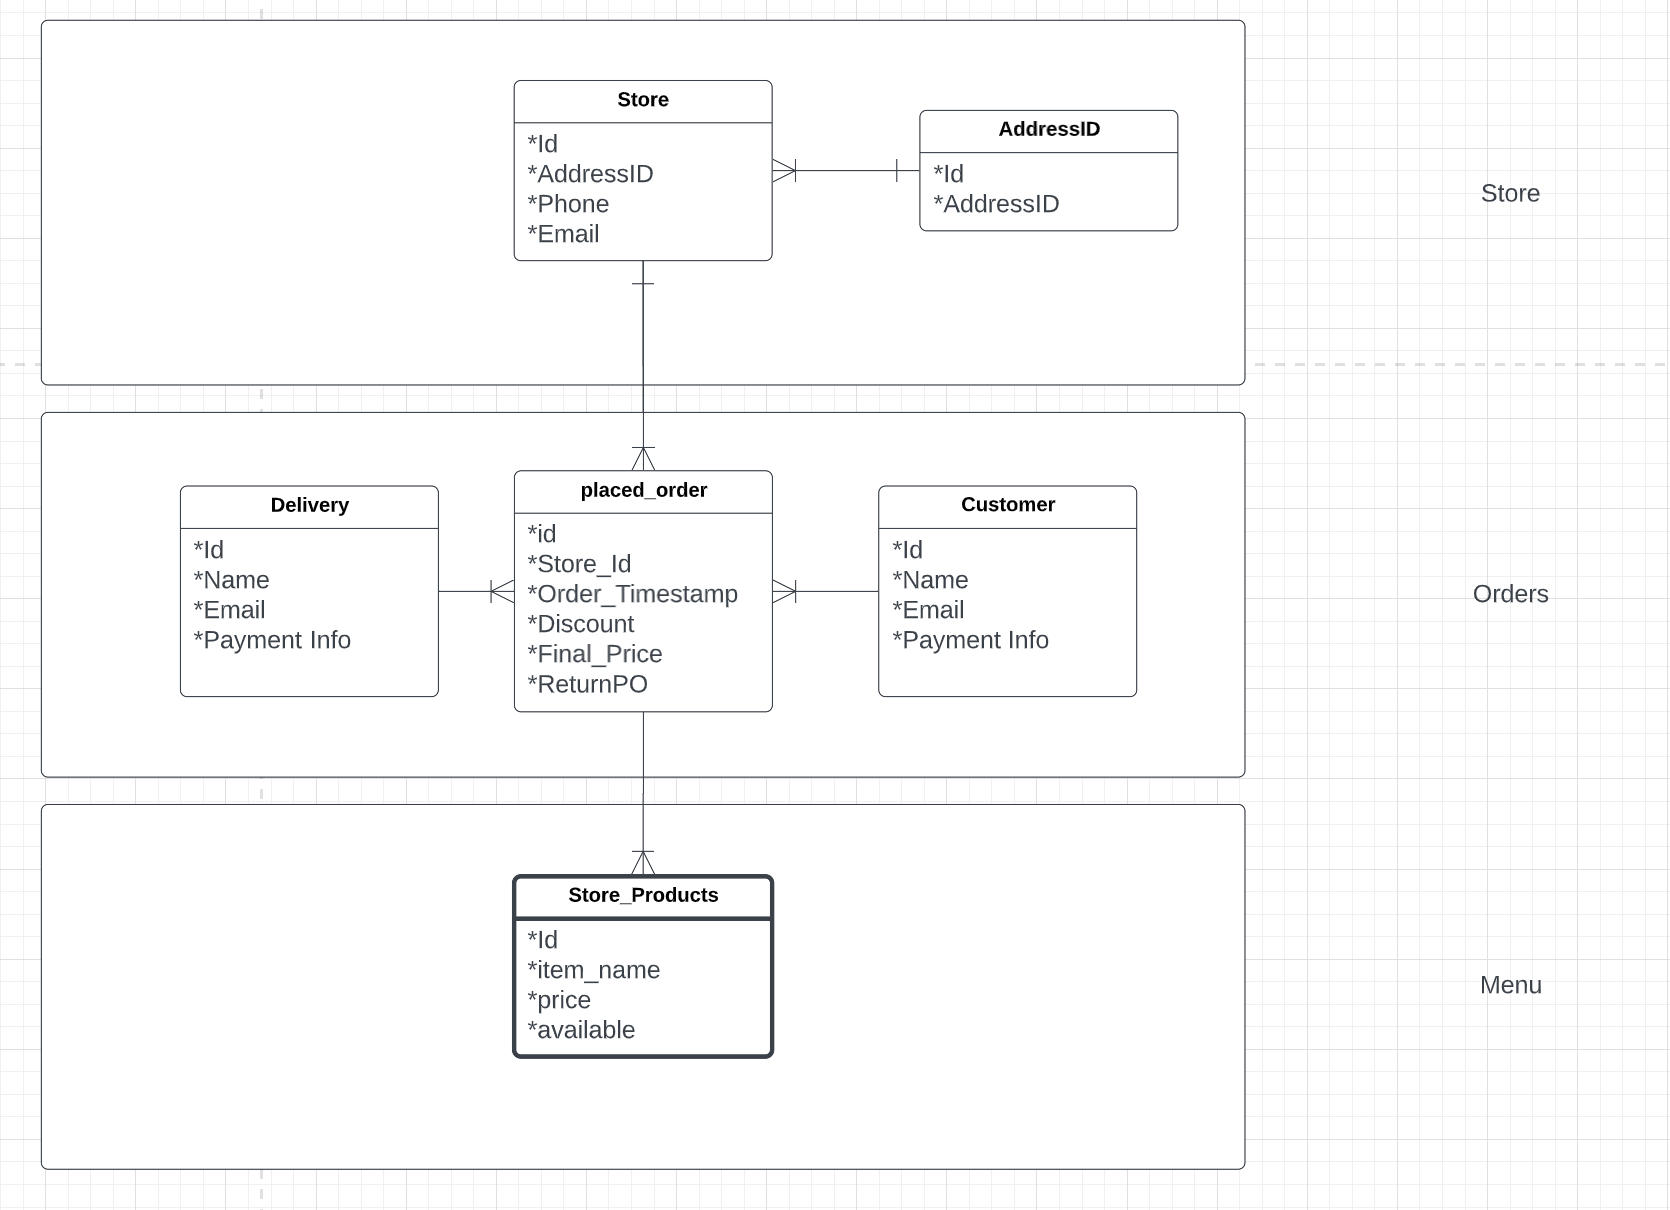 Store
*Id
*AddressID
*Phone
*Email
AddressID
*Id
*AddressID
Store
Delivery
*Id
*Name
*Email
*Payment Info
placed_order
*id
*Store_Id
*Order_Timestamp
*Discount
*Final_Price
*ReturnPO
Customer
*Id
*Name
*Email
*Payment Info
Orders
Store_Products
*Id
*item_name
*price
*available
Menu